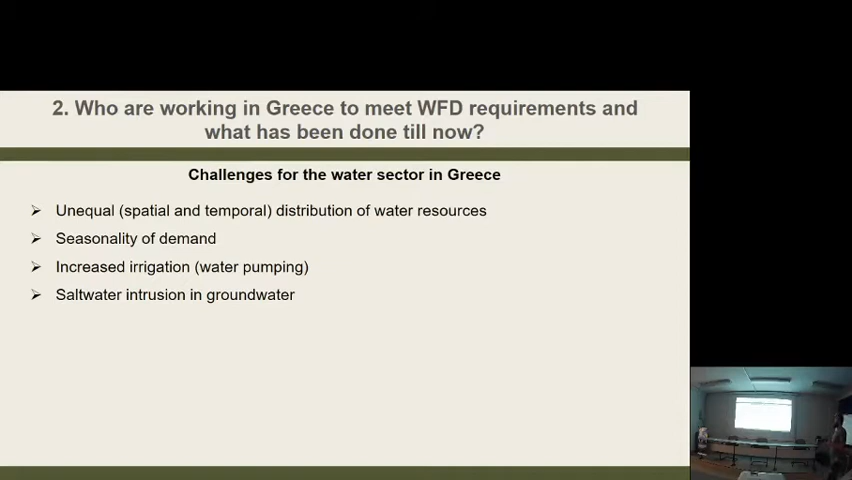 2. Who are working in Greece to meet WFD requirements and
what has been done till now?
Challenges for the water sector in Greece
➢ Unequal (spatial and temporal) distribution of water resources
➢ Seasonality of demand
➢ Increased irrigation (water pumping)
➢ Saltwater intrusion in groundwater